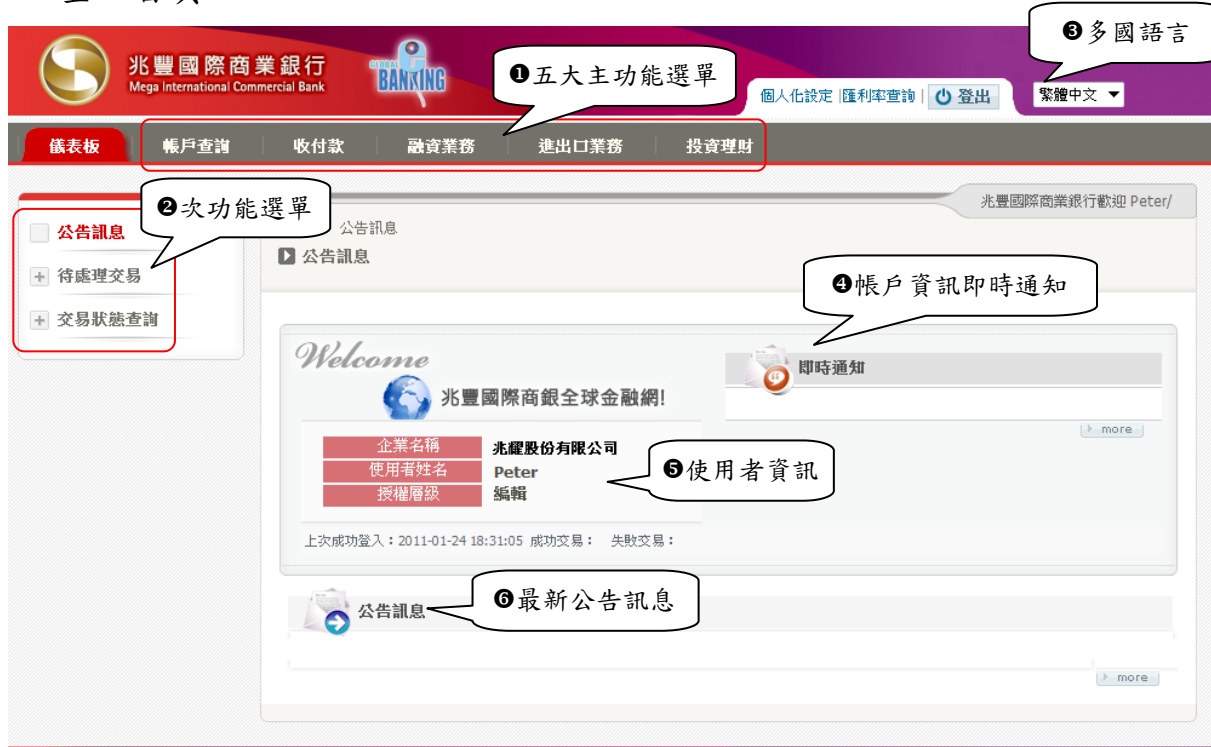 ❸多國語言
兆豐國際商業銀行
Mega International Commercial Bank
GLOBAL e BANKING
❶五大主功能選單
個人化設定 |匯利率查詢| 登出
繁體中文 ▼
儀表板 帳戶查詢 收付款 融資業務 進出口業務 投資理財
❷次功能選單
兆豐國際商業銀行歡迎 Peter/
公告訊息
公告訊息
公告訊息
待處理交易
交易狀態查詢
❹帳戶資訊即時通知
Welcome
兆豐國際商銀全球金融網!
即時通知
more
企業名稱 兆耀股份有限公司
使用者姓名 Peter
授權層級 編輯
❺使用者資訊
上次成功登入：2011-01-24 18:31:05 成功交易： 失敗交易：
公告訊息
❻最新公告訊息
more